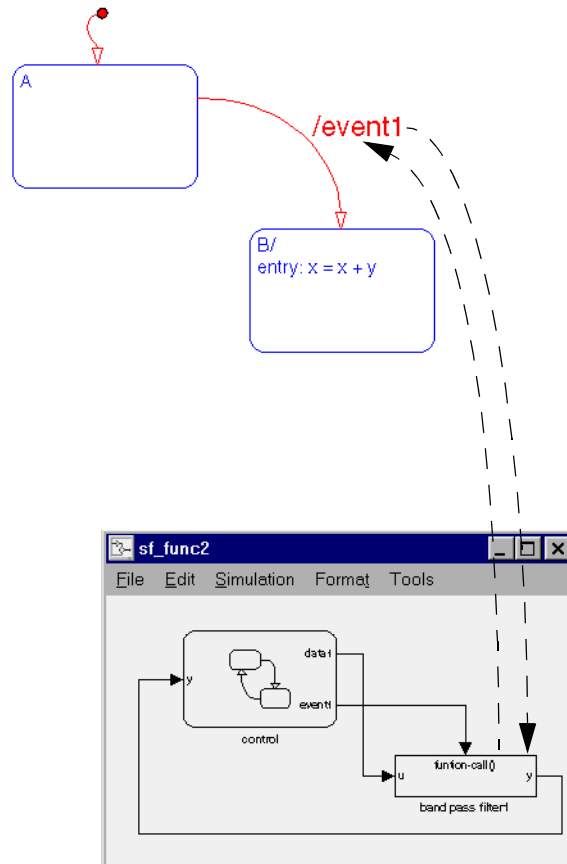 A
/event1
B/
entry: x = x + y
sf_func2
File Edit Simulation Format Tools
data1
y
event1
control
funtion-call()
u
y
band pass filter1